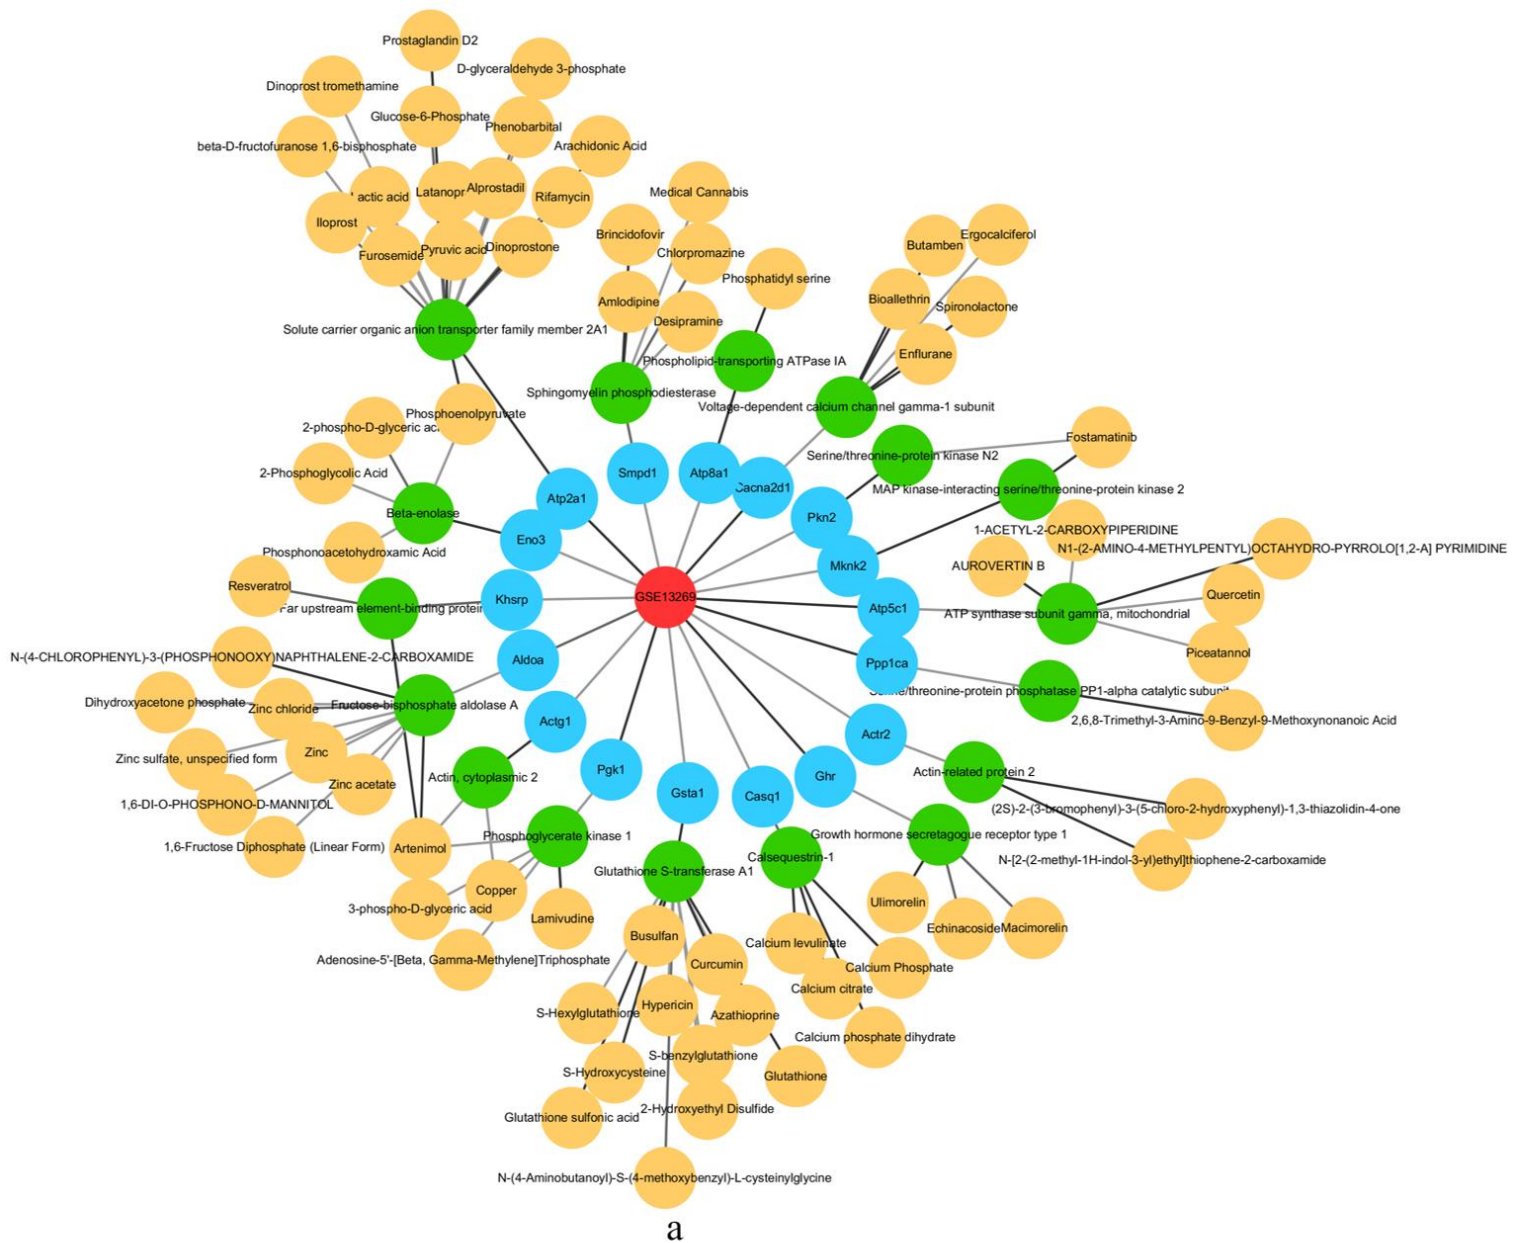 Prostaglandin D2
D-glyceraldehyde 3-phosphate
Dinoprost tromethamine
Glucose-6-Phosphate
Phenobarbital
beta-D-fructofuranose 1,6-bisphosphate
Arachidonic Acid
actic acid
Latanopr
Alprostadil
Rifamycin
Iloprost
Furosemide
Pyruvic acid
Dinoprostone
Medical Cannabis
Brincidofovir
Chlorpromazine
Phosphatidyl serine
Amlodipine
Desipramine
Butamben
Ergocalciferol
Bioallethrin
Spironolactone
Enflurane
Solute carrier organic anion transporter family member 2A1
Phospholipid-transporting ATPase IA
Sphingomyelin phosphodiesterase
Voltage-dependent calcium channel gamma-1 subunit
Phosphoenolpyruvate
2-phospho-D-glyceric aci
2-Phosphoglycolic Acid
Beta-enolase
Phosphonoacetohydroxamic Acid
Smpd1
Atp8a1
Cacna2d1
Atp2a1
Eno3
Pkn2
Mknk2
Serine/threonine-protein kinase N2
Fostamatinib
MAP kinase-interacting serine/threonine-protein kinase 2
1-ACETYL-2-CARBOXYPIPERIDINE
N1-(2-AMINO-4-METHYLPENTYL)OCTAHYDRO-PYRROLO[1,2-A] PYRIMIDINE
AUROVERTIN B
Quercetin
ATP synthase subunit gamma, mitochondrial
Piceatannol
Resveratrol
Far upstream element-binding protein
Khsrp
GSE13269
Atp5c1
Ppp1ca
Serine/threonine-protein phosphatase PP1-alpha catalytic subunit
2,6,8-Trimethyl-3-Amino-9-Benzyl-9-Methoxynonanoic Acid
N-(4-CHLOROPHENYL)-3-(PHOSPHONOOXY)NAPHTHALENE-2-CARBOXAMIDE
Aldoa
Dihydroxyacetone phosphate
Zinc chloride
Fructose-bisphosphate aldolase A
Actg1
Actr2
Zinc sulfate, unspecified form
Zinc
Zinc acetate
Actin, cytoplasmic 2
Pgk1
Gsta1
Casq1
Ghr
Actin-related protein 2
1,6-DI-O-PHOSPHONO-D-MANNITOL
(2S)-2-(3-bromophenyl)-3-(5-chloro-2-hydroxyphenyl)-1,3-thiazolidin-4-one
1,6-Fructose Diphosphate (Linear Form)
Artenimol
Phosphoglycerate kinase 1
Growth hormone secretagogue receptor type 1
Calsequestrin-1
N-[2-(2-methyl-1H-indol-3-yl)ethyl]thiophene-2-carboxamide
Glutathione S-transferase A1
Copper
3-phospho-D-glyceric acid
Lamivudine
Ulimorelin
Echinacoside
Macimorelin
Busulfan
Calcium levulinate
Adenosine-5'-[Beta, Gamma-Methylene]Triphosphate
Curcumin
Calcium Phosphate
Calcium citrate
S-Hexylglutathione
Hypericin
Azathioprine
Calcium phosphate dihydrate
S-benzylglutathione
S-Hydroxycysteine
Glutathione
Glutathione sulfonic acid
2-Hydroxyethyl Disulfide
N-(4-Aminobutanoyl)-S-(4-methoxybenzyl)-L-cysteinylglycine
a